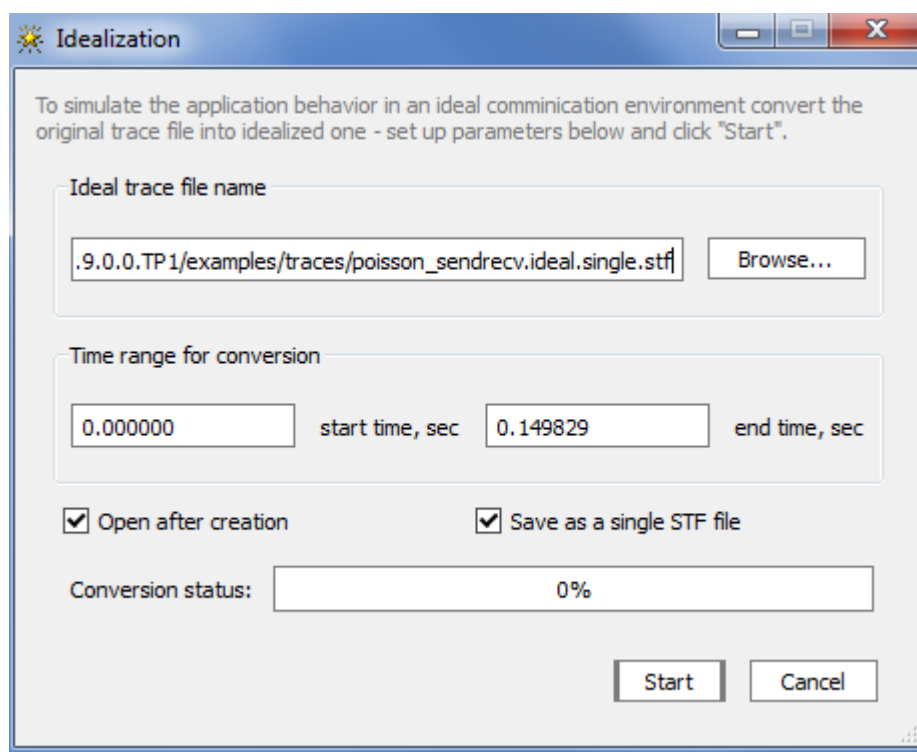 Idealization
To simulate the application behavior in an ideal comminication environment convert the
original trace file into idealized one - set up parameters below and click "Start".
Ideal trace file name
.9.0.0.TP1/examples/traces/poisson_sendrecv.ideal.single.stf
Browse...
Time range for conversion
0.000000 start time, sec 0.149829 end time, sec
Open after creation Save as a single STF file
Conversion status: 0%
Start Cancel